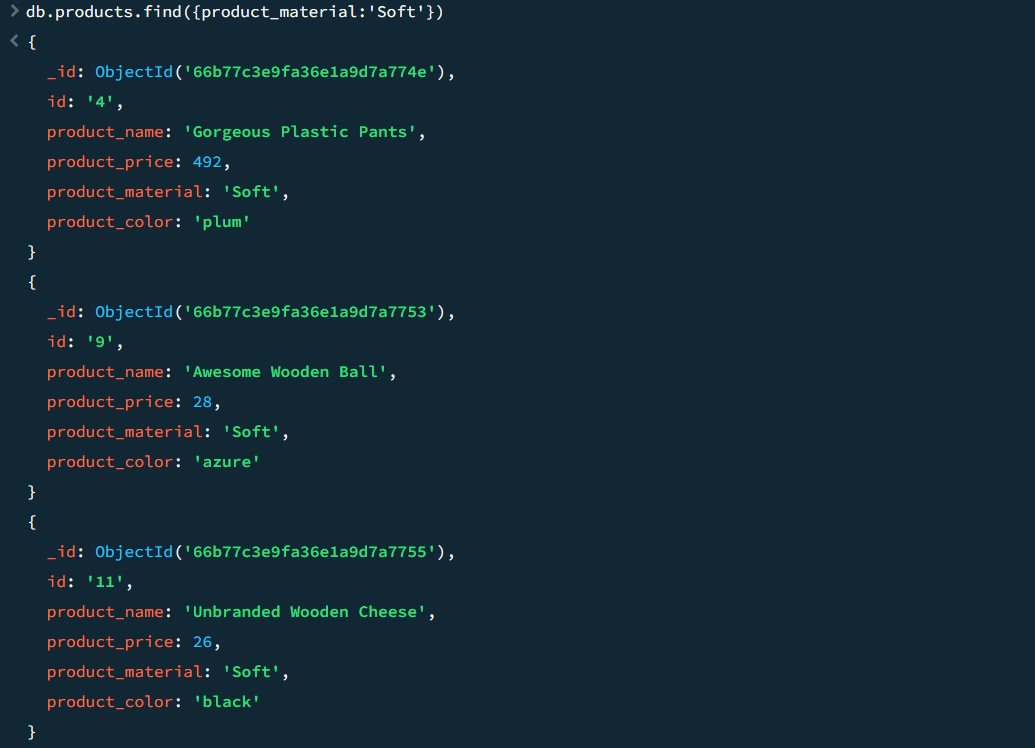 > db.products.find({product_material:'Soft'})
< {
_id: ObjectId('66b77c3e9fa36e1a9d7a774e'),
id: '4',
product_name: 'Gorgeous Plastic Pants',
product_price: 492,
product_material: 'Soft',
product_color: 'plum'
}
{
_id: ObjectId('66b77c3e9fa36e1a9d7a7753'),
id: '9',
product_name: 'Awesome Wooden Ball',
product_price: 28,
product_material: 'Soft',
product_color: 'azure'
}
{
_id: ObjectId('66b77c3e9fa36e1a9d7a7755'),
id: '11',
product_name: 'Unbranded Wooden Cheese',
product_price: 26,
product_material: 'Soft',
product_color: 'black'
}